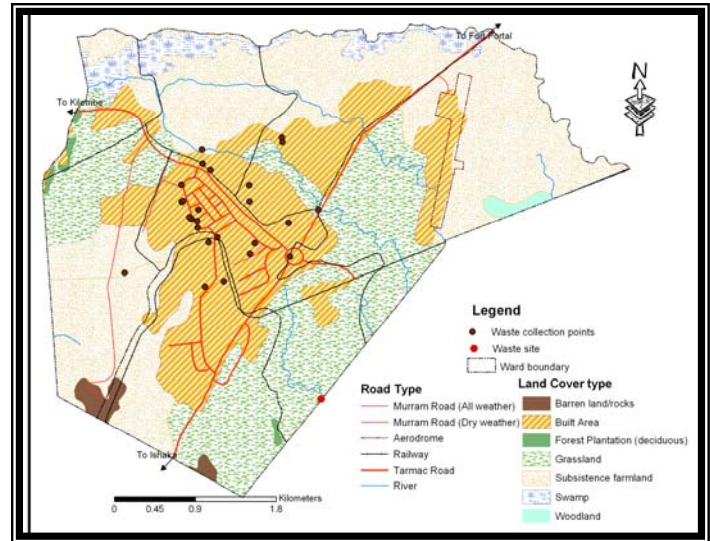 To Fort Portal
N
To Kilembe
Legend
Waste collection points
Waste site
Ward boundary
Road Type
Murram Road (All weather)
Murram Road (Dry weather)
Aerodrome
Railway
Tarmac Road
River
Land Cover type
Barren land/rocks
Built Area
Forest Plantation (deciduous)
Grassland
Subsistence farmland
Swamp
Woodland
To Ishaka
Kilometers
0 0.45 0.9 1.8